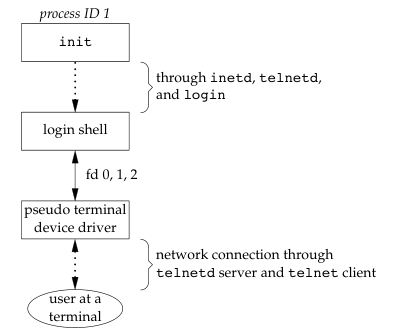 process ID 1
init
through inetd, telnetd,
and login
login shell
fd 0, 1, 2
pseudo terminal
device driver
network connection through
telnetd server and telnet client
user at a
terminal